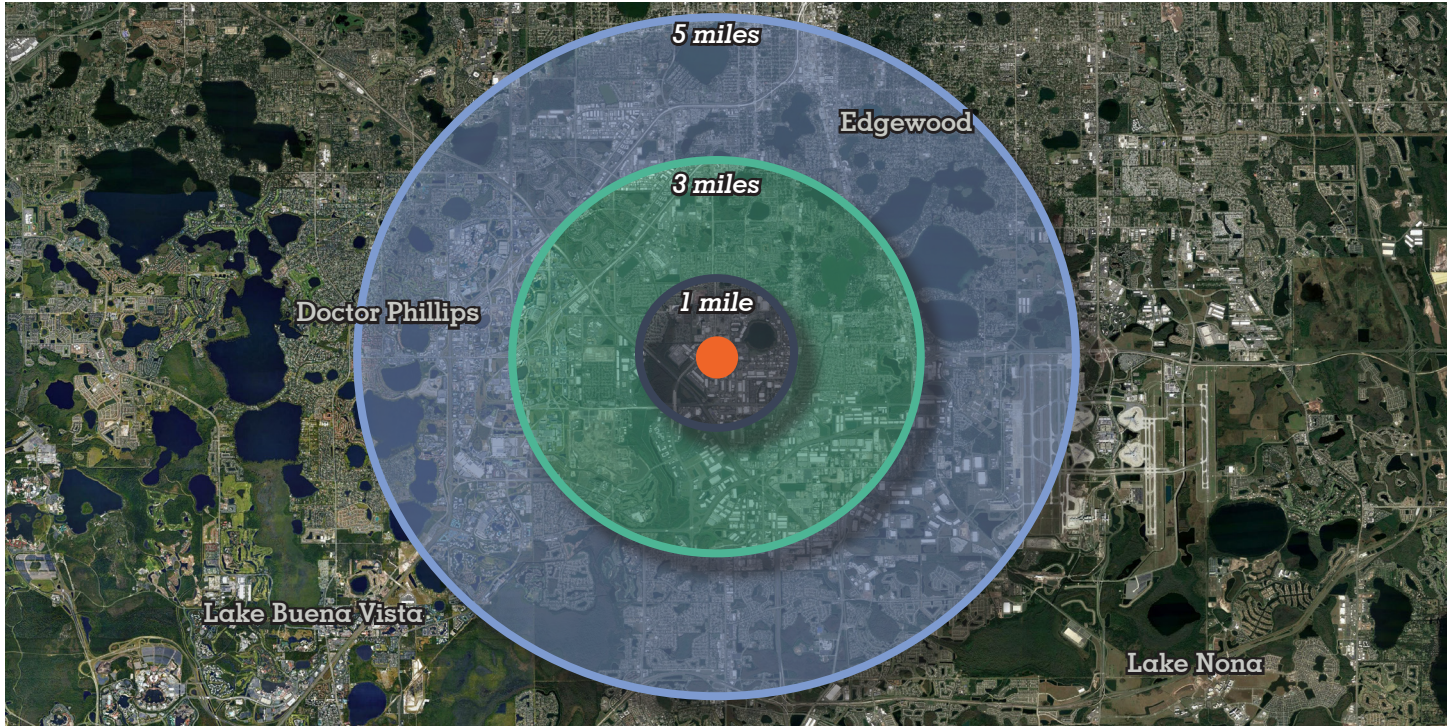 5 miles
Edgewood
3 miles
1 mile
Doctor Phillips
Lake Buena Vista
Lake Nona